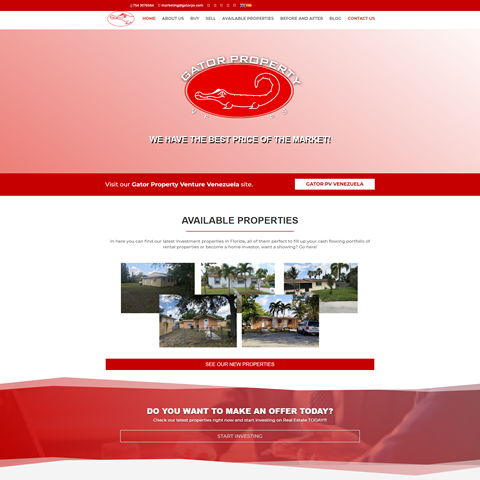 marketing@gatorpv.com
HOME ABOUT US BUY SELL AVAILABLE PROPERTIES BEFORE AND AFTER CONTACT US
GATOR PROPERTY
WE HAVE THE BEST PRICE OF THE MARKET!
Visit our Gator Property Venture Venezuela site.
GATOR PV VENEZUELA
AVAILABLE PROPERTIES
In here you can find our latest investment properties in Florida, all of them perfect to fill up your cash flowing portfolio of
rental properties or become a home investor, want a showing? Go here!
SEE OUR NEW PROPERTIES
DO YOU WANT TO MAKE AN OFFER TODAY?
Check our latest properties right now and start investing on Real Estate TODAY!!!
START INVESTING